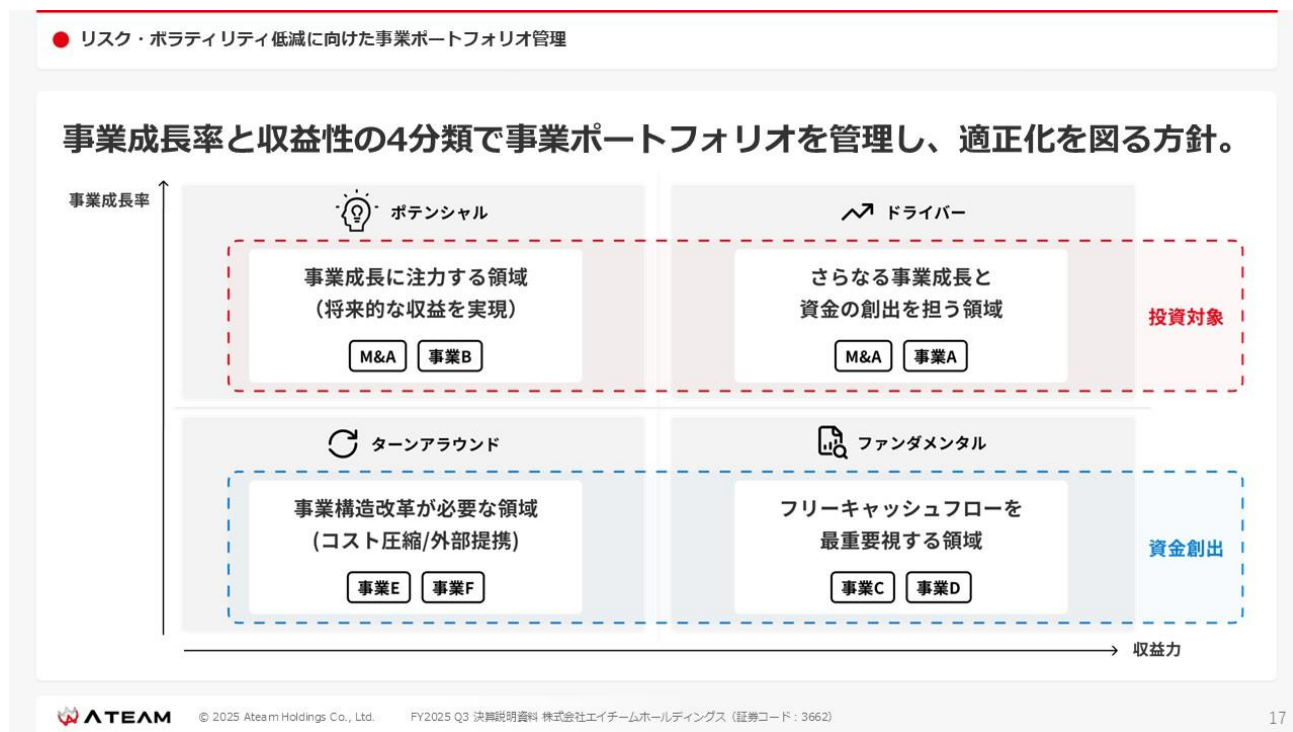 リスク・ボラティリティ低減に向けた事業ポートフォリオ管理
事業成長率と収益性の4分類で事業ポートフォリオを管理し、適正化を図る方針。
事業成長率
ポテンシャル
事業成長に注力する領域
（将来的な収益を実現）
M&A 事業B
ドライバー
さらなる事業成長と
資金の創出を担う領域
M&A 事業A
投資対象
ターンアラウンド
事業構造改革が必要な領域
(コスト圧縮/外部提携)
事業E 事業F
ファンダメンタル
フリーキャッシュフローを
最重要視する領域
事業C 事業D
資金創出
収益力
ATEAM © 2025 Ateam Holdings Co., Ltd. FY2025 Q3 決算説明資料 株式会社エイチームホールディングス（証券コード：3662） 17